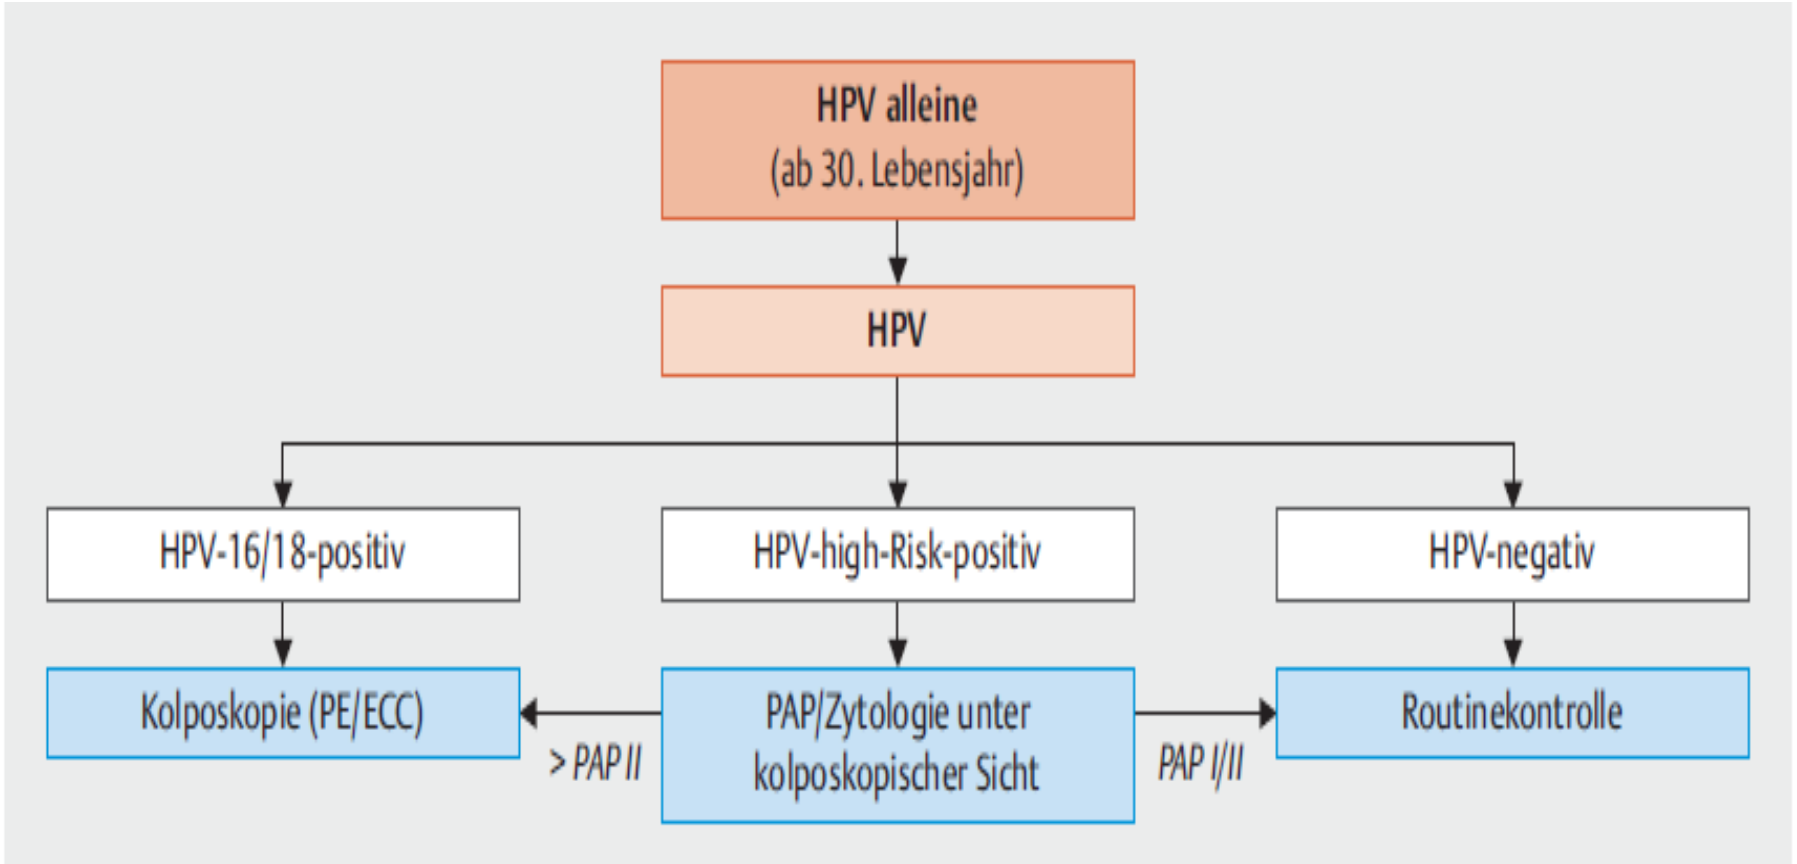 HPV alleine
(ab 30. Lebensjahr)
HPV
HPV-16/18-positiv
HPV-high-Risk-positiv
HPV-negativ
Kolposkopie (PE/ECC)
> PAP II
PAP/Zytologie unter
kolposkopischer Sicht
PAP I/II
Routinekontrolle